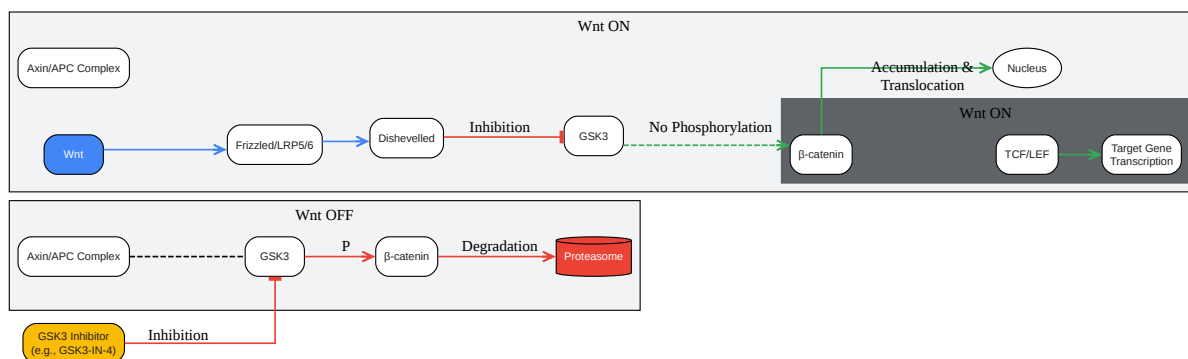 Wnt ON
Axin/APC Complex
Accumulation &
Translocation
Nucleus
Wnt ON
Wnt
Frizzled/LRP5/6
Dishevelled
Inhibition
GSK3
No Phosphorylation
β-catenin
TCF/LEF
Target Gene
Transcription
Wnt OFF
Axin/APC Complex
GSK3
P
β-catenin
Degradation
Proteasome
GSK3 Inhibitor
(e.g., GSK3-IN-4)
Inhibition